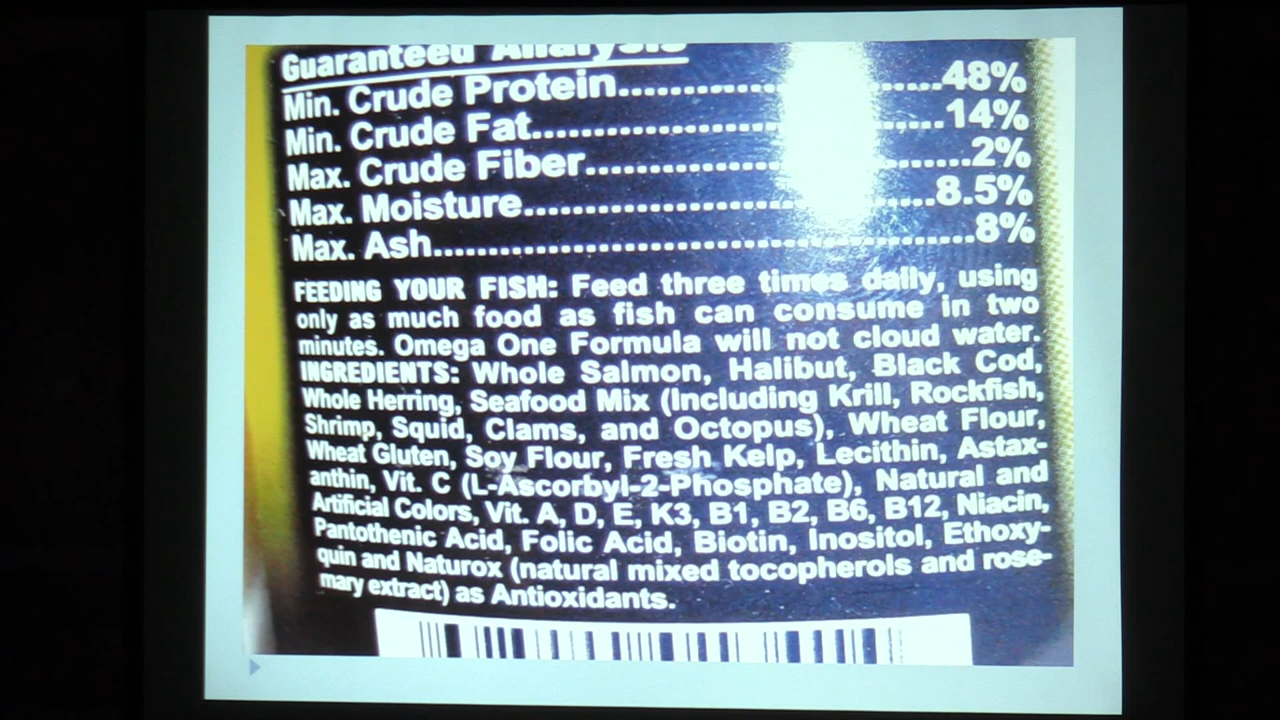 Guaranteed Analysis
Min. Crude Protein..........................48%
Min. Crude Fat..........................14%
Max. Crude Fiber..........................2%
Max. Moisture..........................8.5%
Max. Ash..........................8%
FEEDING YOUR FISH: Feed three times daily, using
only as much food as fish can consume in two
minutes. Omega One Formula will not cloud water.
INGREDIENTS: Whole Salmon, Halibut, Black Cod,
Whole Herring, Seafood Mix (Including Krill, Rockfish,
Shrimp, Squid, Clams, and Octopus), Wheat Flour,
Wheat Gluten, Soy Flour, Fresh Kelp, Lecithin, Astax-
anthin, Vit. C (L-Ascorbyl-2-Phosphate), Natural and
Artificial Colors, Vit. A, D, E, K3, B1, B2, B6, B12, Niacin,
Pantothenic Acid, Folic Acid, Biotin, Inositol, Ethoxy-
quin and Naturox (natural mixed tocopherols and rose-
mary extract) as Antioxidants.